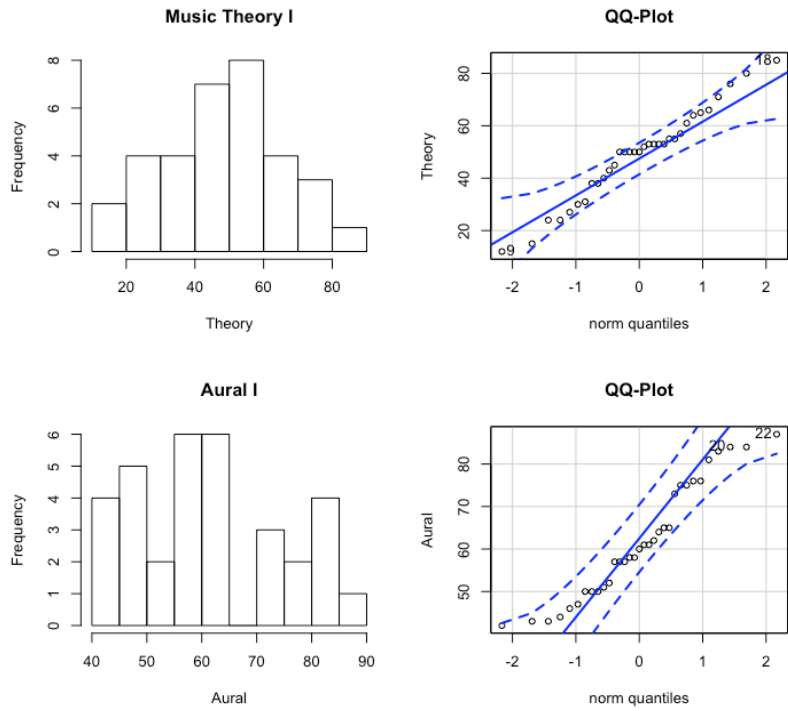 Music Theory I
Frequency
0 2 4 6 8
20 40 60 80
Theory
QQ-Plot
Theory
20 40 60 80
18
9
-2 -1 0 1 2
norm quantiles
Aural I
Frequency
0 1 2 3 4 5 6
40 50 60 70 80 90
Aural
QQ-Plot
Aural
50 60 70 80
22
20
-2 -1 0 1 2
norm quantiles